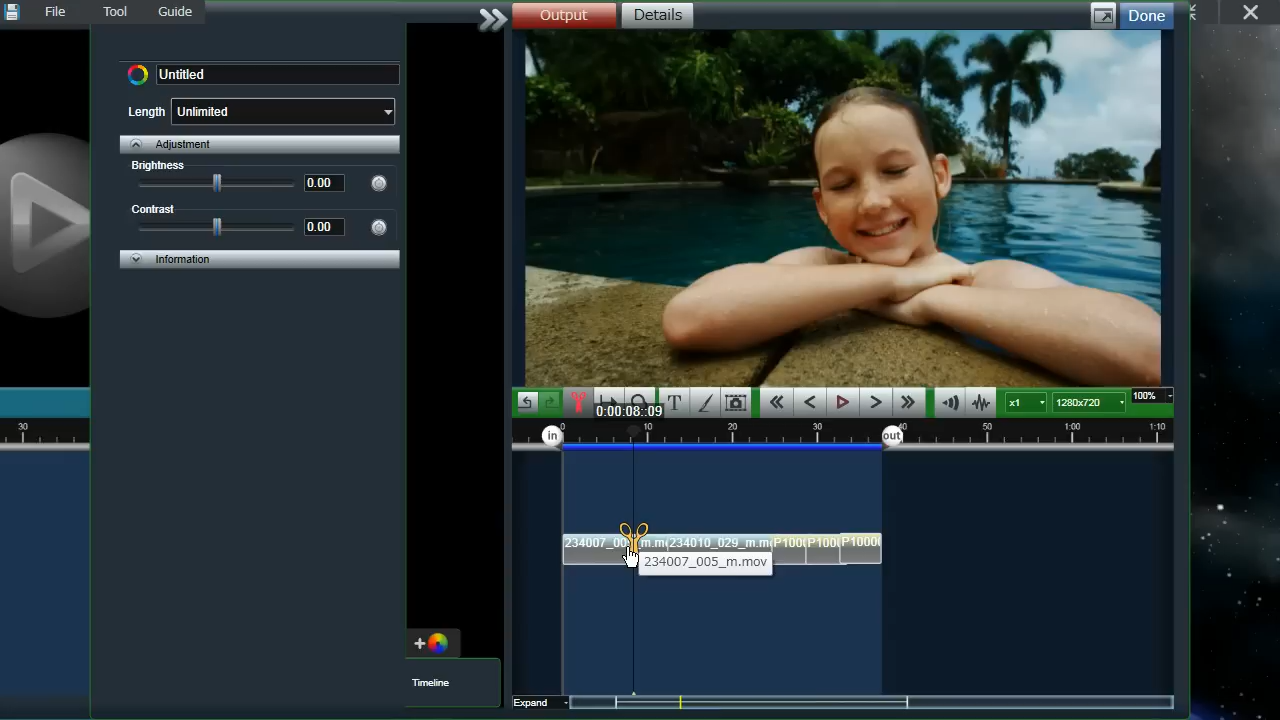 File Tool Guide
Output Details Done
Untitled
Length Unlimited
Adjustment
Brightness
0.00
Contrast
0.00
Information
T x1 1280x720 100%
0:00:08::09
30
in 0 10 20 30 40 50 1:00 1:10
out
234007_00 m.m 234010_029_m.m P100 P100 P1000
234007_005_m.mov
Timeline
Expand